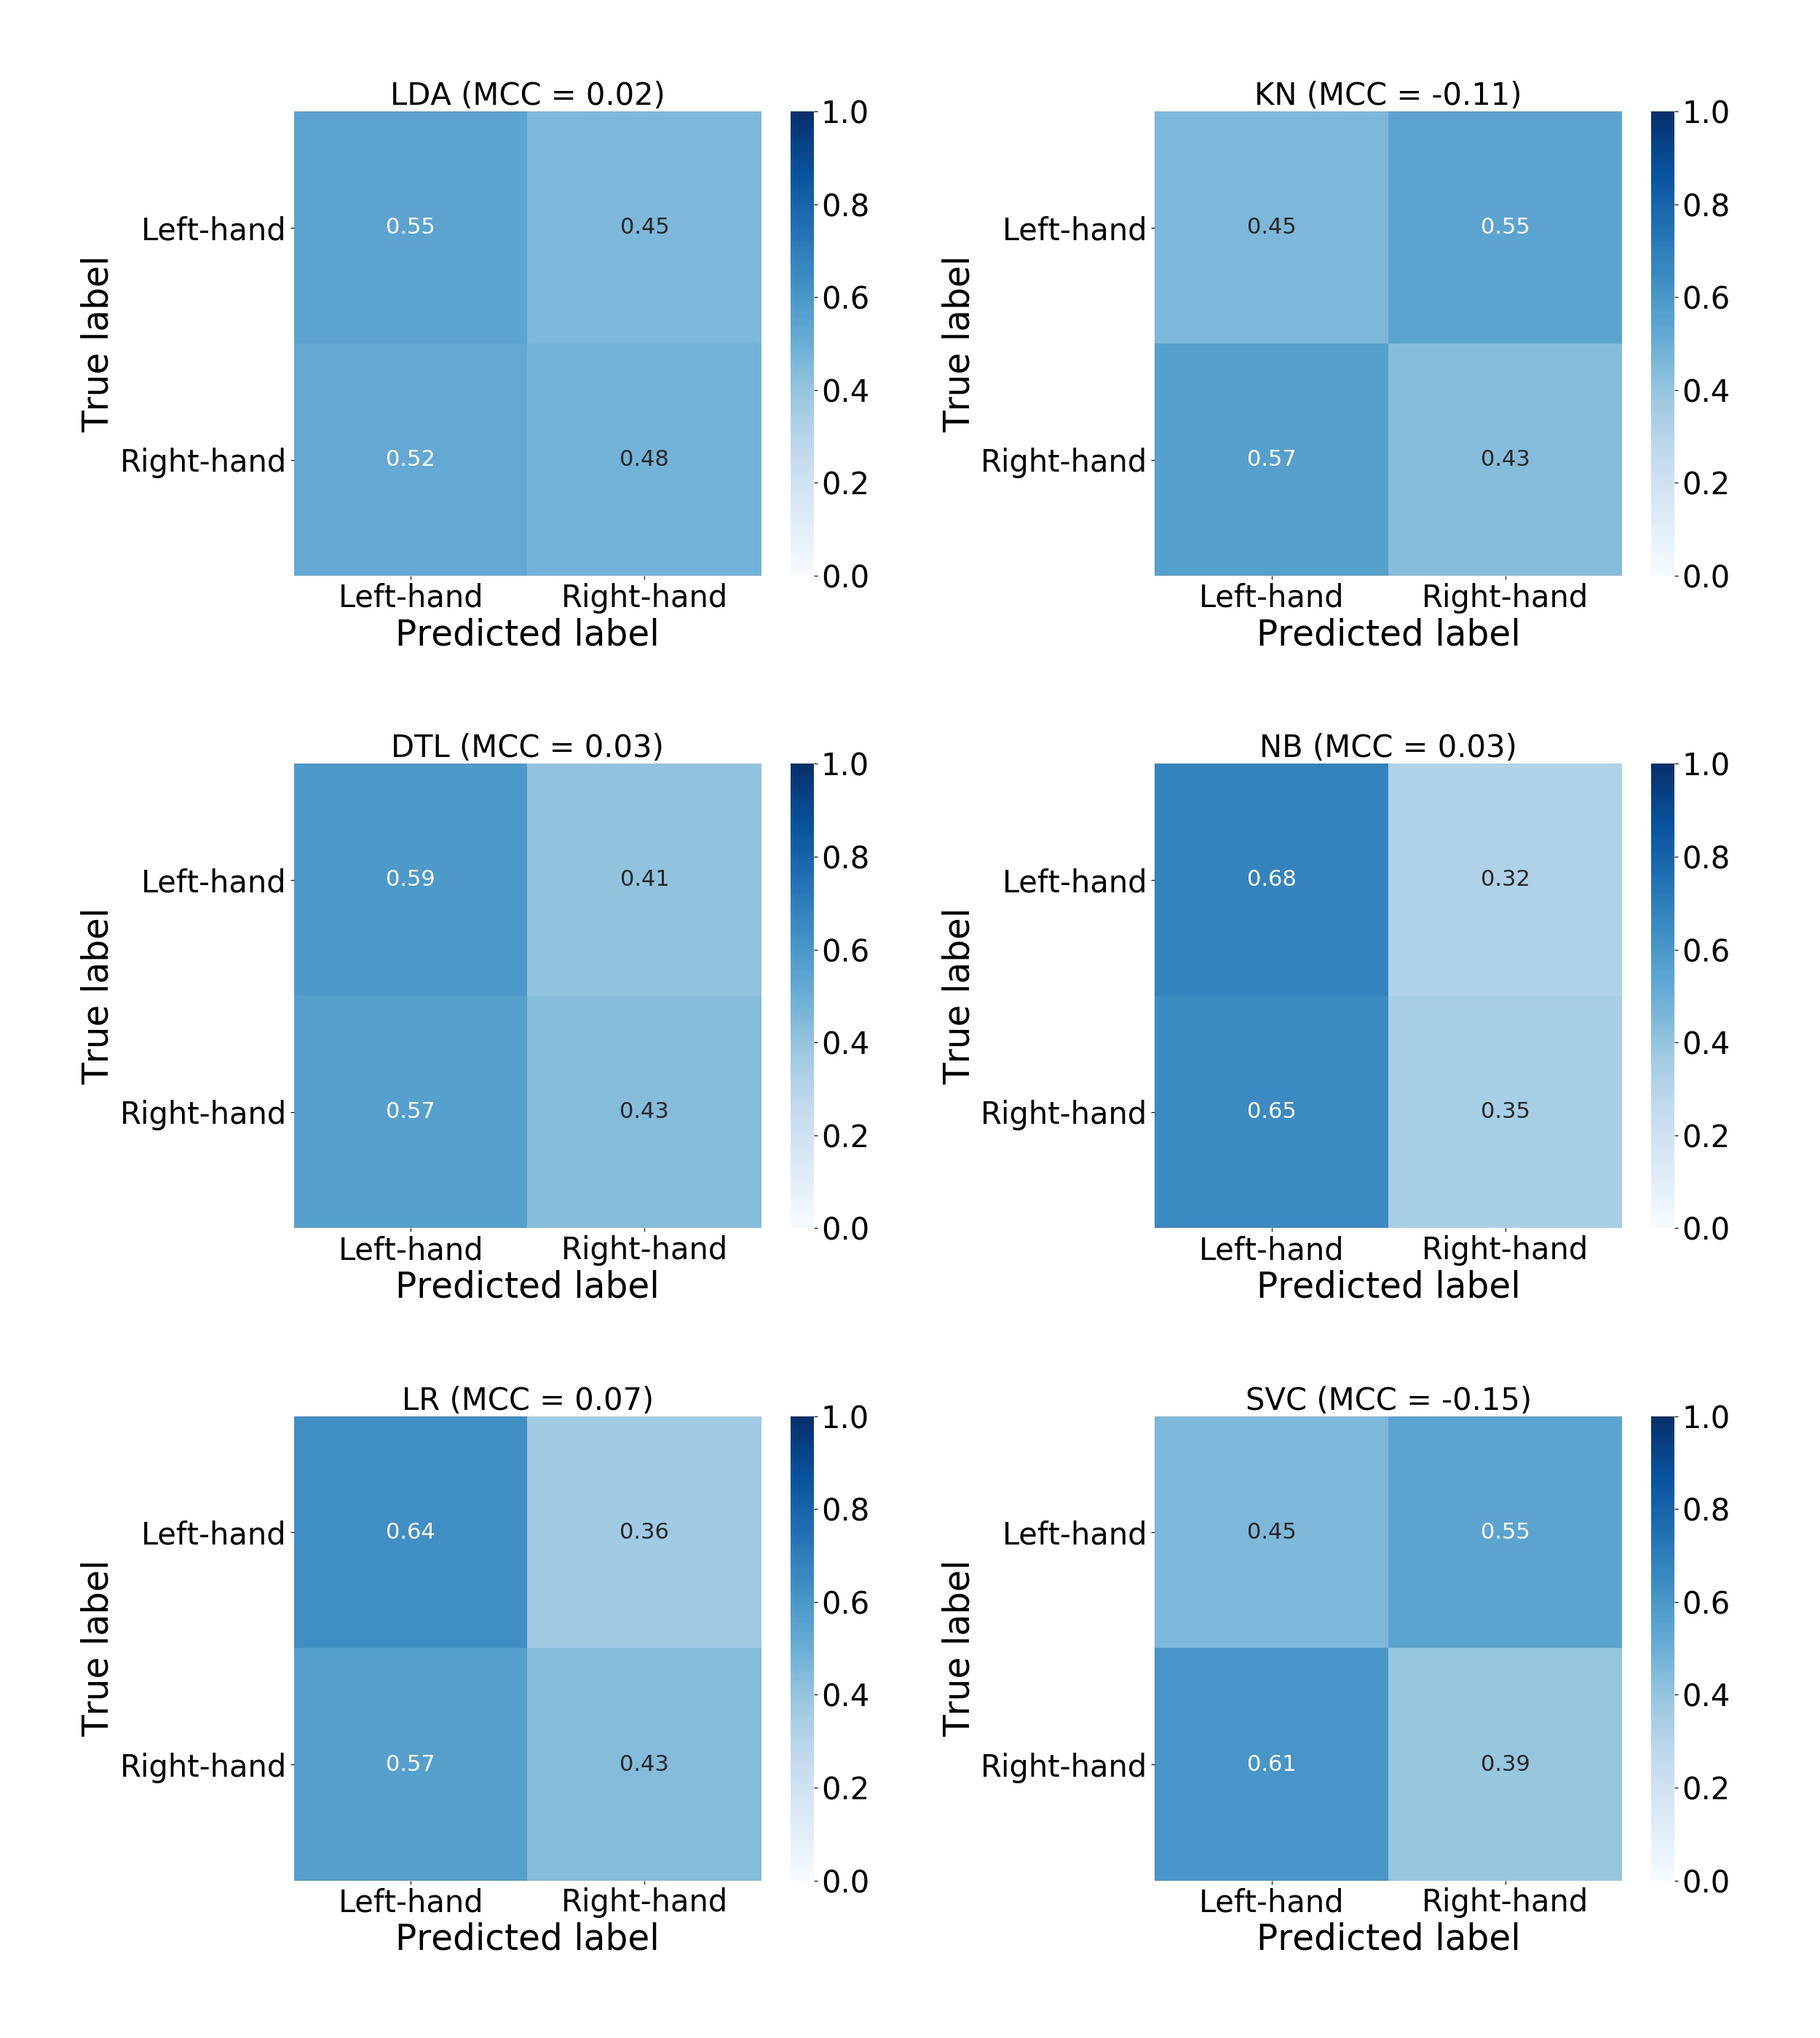 LDA (MCC = 0.02)
True label
Left-hand
Right-hand
0.55 0.45
0.52 0.48
Left-hand Right-hand
Predicted label
1.0
0.8
0.6
0.4
0.2
0.0
KN (MCC = -0.11)
True label
Left-hand
Right-hand
0.45 0.55
0.57 0.43
Left-hand Right-hand
Predicted label
1.0
0.8
0.6
0.4
0.2
0.0
DTL (MCC = 0.03)
True label
Left-hand
Right-hand
0.59 0.41
0.57 0.43
Left-hand Right-hand
Predicted label
1.0
0.8
0.6
0.4
0.2
0.0
NB (MCC = 0.03)
True label
Left-hand
Right-hand
0.68 0.32
0.65 0.35
Left-hand Right-hand
Predicted label
1.0
0.8
0.6
0.4
0.2
0.0
LR (MCC = 0.07)
True label
Left-hand
Right-hand
0.64 0.36
0.57 0.43
Left-hand Right-hand
Predicted label
1.0
0.8
0.6
0.4
0.2
0.0
SVC (MCC = -0.15)
True label
Left-hand
Right-hand
0.45 0.55
0.61 0.39
Left-hand Right-hand
Predicted label
1.0
0.8
0.6
0.4
0.2
0.0